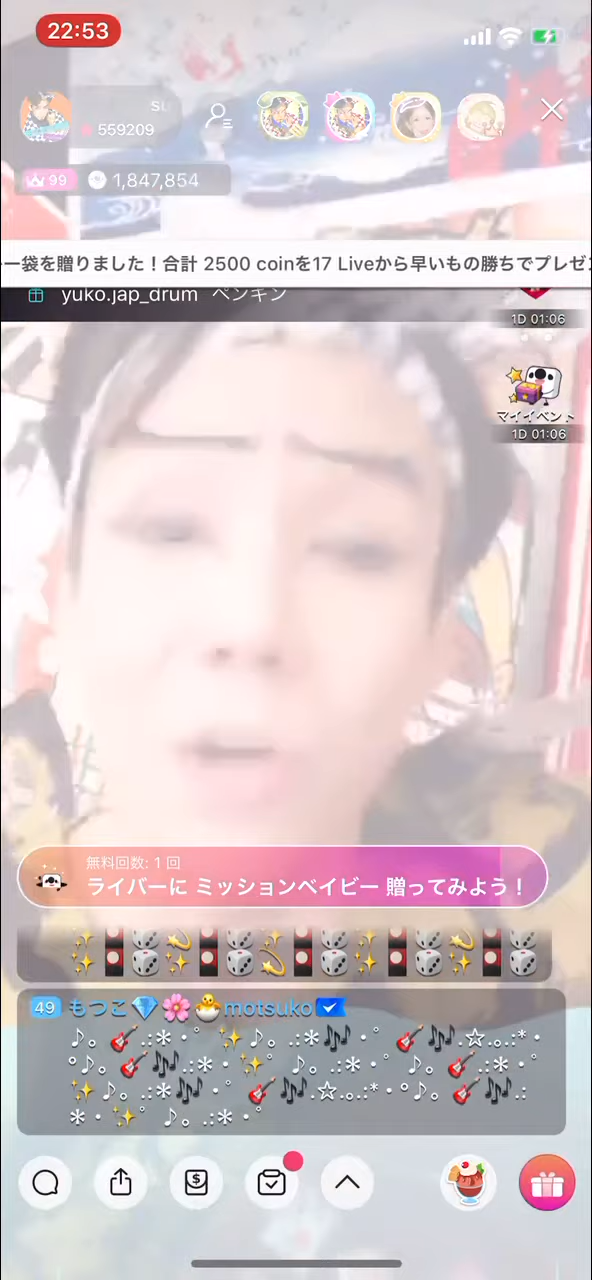 22:53
SU
559209
99
1,847,854
ー袋を贈りました！合計 2500 coinを17 Liveから早いもの勝ちでプレゼ
yuko.jap_drum ペンギン
1D 01:06
マイイベント
1D 01:06
無料回数: 1 回
ライバーに ミッションベイビー 贈ってみよう！
49 もつこ💎🌸🐣motsuko